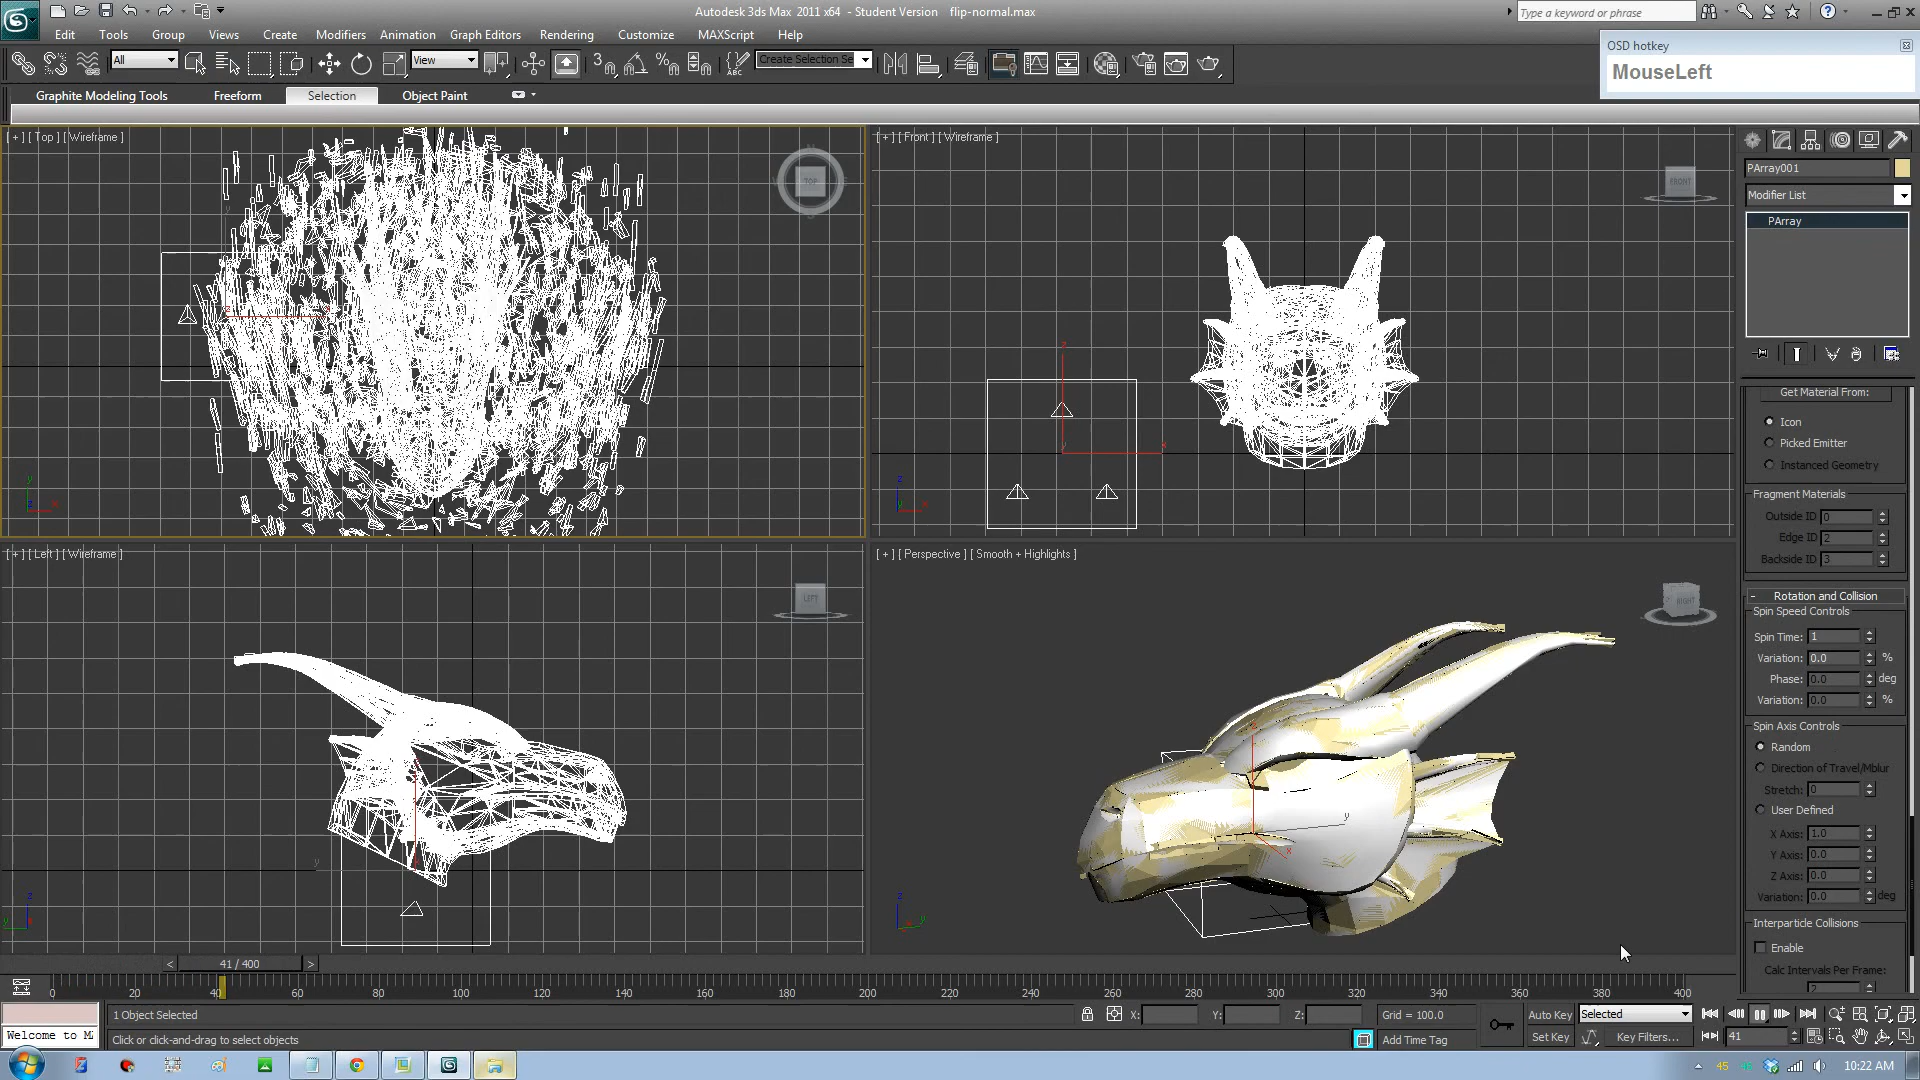 Autodesk 3ds Max 2011 x64 - Student Version flip-normal.max
Type a keyword or phrase
Edit Tools Group Views Create Modifiers Animation Graph Editors Rendering Customize MAXScript Help
OSD hotkey
MouseLeft
All
View
3
Create Selection Se
Graphite Modeling Tools Freeform Selection Object Paint
[ + ] [ Top ] [ Wireframe ]
TOP
[ + ] [ Front ] [ Wireframe ]
FRONT
PArray001
Modifier List
PArray
Get Material From:
Icon
Picked Emitter
Instanced Geometry
Fragment Materials
Outside ID 0
Edge ID 2
Backside ID 3
[ + ] [ Left ] [ Wireframe ]
LEFT
[ + ] [ Perspective ] [ Smooth + Highlights ]
RIGHT
- Rotation and Collision
Spin Speed Controls
Spin Time: 1
Variation: 0.0 %
Phase: 0.0 deg
Variation: 0.0 %
Spin Axis Controls
Random
Direction of Travel/Mblur
Stretch: 0
User Defined
X Axis: 1.0
Y Axis: 0.0
Z Axis: 0.0
Variation: 0.0 deg
Interparticle Collisions
Enable
Calc Intervals Per Frame:
2
< 41 / 400 >
0 20 40 60 80 100 120 140 160 180 200 220 240 260 280 300 320 340 360 380 400
1 Object Selected
X: Y: Z: Grid = 100.0
Auto Key Selected
Welcome to M
Click or click-and-drag to select objects
Add Time Tag
Set Key Key Filters... 41
45
10:22 AM